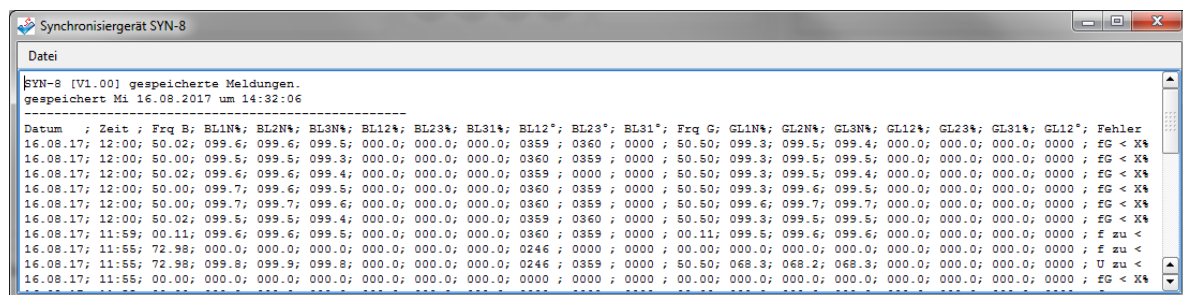 Synchronisiergerät SYN-8
Datei
SYN-8 [V1.00] gespeicherte Meldungen.
gespeichert Mi 16.08.2017 um 14:32:06
----------------------------------------------------
Datum   ; Zeit ; Frq B; BL1N%; BL2N%; BL3N%; BL12%; BL23%; BL31%; BL12°; BL23°; BL31°; Frq G; GL1N%; GL2N%; GL3N%; GL12%; GL23%; GL31%; GL12°; Fehler
16.08.17; 12:00; 50.02; 099.6; 099.6; 099.5; 000.0; 000.0; 000.0; 0359 ; 0360 ; 0000 ; 50.50; 099.3; 099.5; 099.4; 000.0; 000.0; 000.0; 0000 ; fG < X%
16.08.17; 12:00; 50.00; 099.5; 099.5; 099.3; 000.0; 000.0; 000.0; 0360 ; 0359 ; 0000 ; 50.50; 099.3; 099.5; 099.5; 000.0; 000.0; 000.0; 0000 ; fG < X%
16.08.17; 12:00; 50.02; 099.6; 099.6; 099.4; 000.0; 000.0; 000.0; 0359 ; 0000 ; 0000 ; 50.50; 099.3; 099.5; 099.4; 000.0; 000.0; 000.0; 0000 ; fG < X%
16.08.17; 12:00; 50.00; 099.7; 099.6; 099.5; 000.0; 000.0; 000.0; 0360 ; 0359 ; 0000 ; 50.50; 099.3; 099.6; 099.5; 000.0; 000.0; 000.0; 0000 ; fG < X%
16.08.17; 12:00; 50.00; 099.7; 099.7; 099.6; 000.0; 000.0; 000.0; 0360 ; 0359 ; 0000 ; 50.50; 099.6; 099.7; 099.7; 000.0; 000.0; 000.0; 0000 ; fG < X%
16.08.17; 12:00; 50.02; 099.5; 099.5; 099.4; 000.0; 000.0; 000.0; 0359 ; 0360 ; 0000 ; 50.50; 099.3; 099.5; 099.5; 000.0; 000.0; 000.0; 0000 ; fG < X%
16.08.17; 11:59; 00.11; 099.6; 099.6; 099.5; 000.0; 000.0; 000.0; 0360 ; 0359 ; 0000 ; 00.11; 099.5; 099.6; 099.6; 000.0; 000.0; 000.0; 0000 ; f zu <
16.08.17; 11:55; 72.98; 000.0; 000.0; 000.0; 000.0; 000.0; 000.0; 0246 ; 0000 ; 0000 ; 00.00; 000.0; 000.0; 000.0; 000.0; 000.0; 000.0; 0000 ; f zu <
16.08.17; 11:55; 72.98; 099.8; 099.9; 099.8; 000.0; 000.0; 000.0; 0246 ; 0359 ; 0000 ; 50.50; 068.3; 068.2; 068.3; 000.0; 000.0; 000.0; 0000 ; U zu <
16.08.17; 11:55; 00.00; 000.0; 000.0; 000.0; 000.0; 000.0; 000.0; 0000 ; 0000 ; 0000 ; 00.00; 000.0; 000.0; 000.0; 000.0; 000.0; 000.0; 0000 ; fG < X%